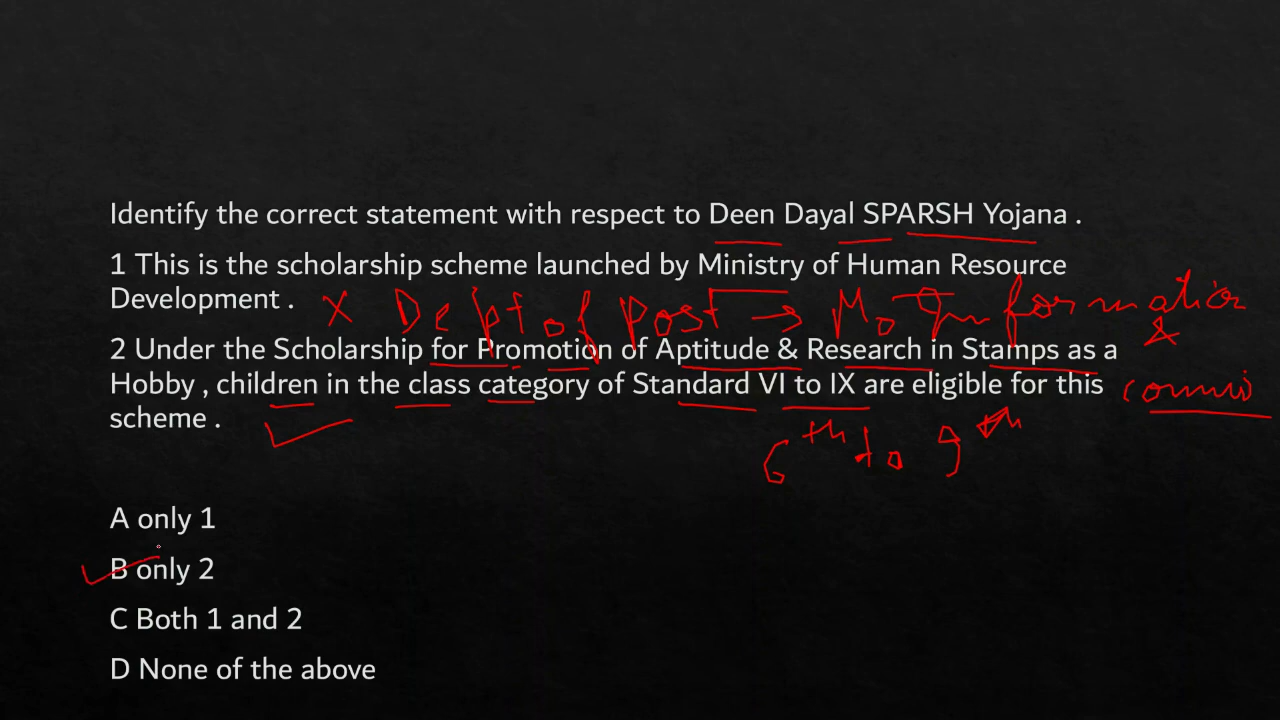 Identify the correct statement with respect to Deen Dayal SPARSH Yojana .
1 This is the scholarship scheme launched by Ministry of Human Resource
Development .
X Dept of post → Mo Information
&
2 Under the Scholarship for Promotion of Aptitude & Research in Stamps as a
Hobby , children in the class category of Standard VI to IX are eligible for this
scheme .
6th to 9th
A only 1
B only 2
C Both 1 and 2
D None of the above